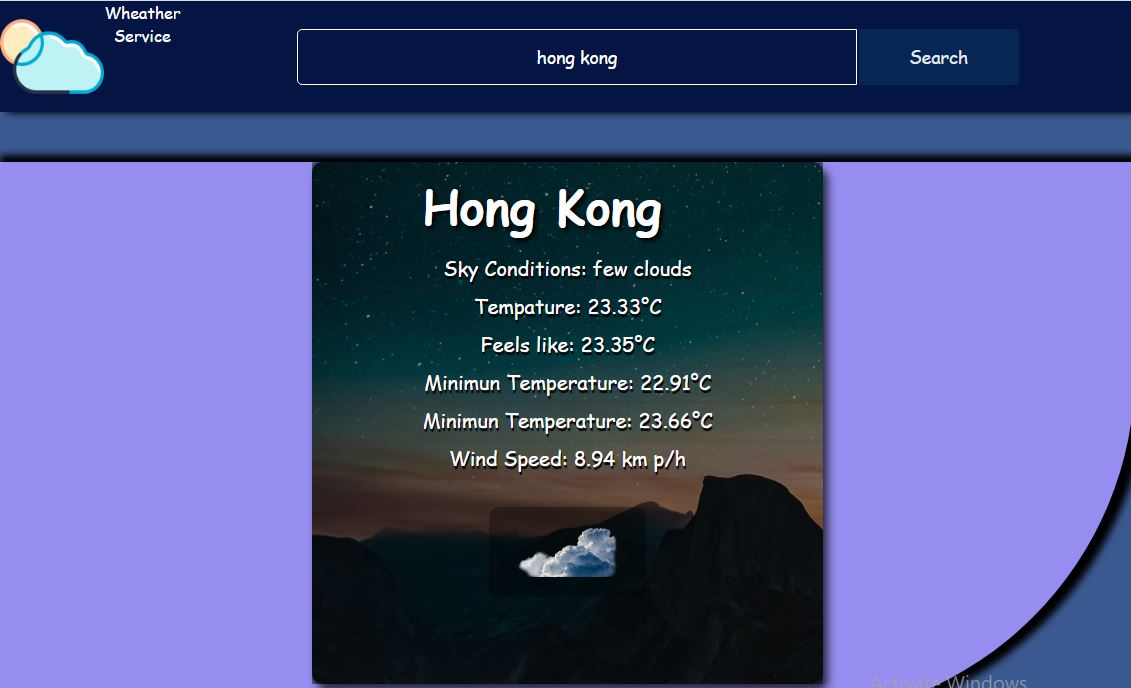 Wheather
Service
hong kong
Search
Hong Kong
Sky Conditions: few clouds
Tempature: 23.33°C
Feels like: 23.35°C
Minimun Temperature: 22.91°C
Minimun Temperature: 23.66°C
Wind Speed: 8.94 km p/h
Activate Windows